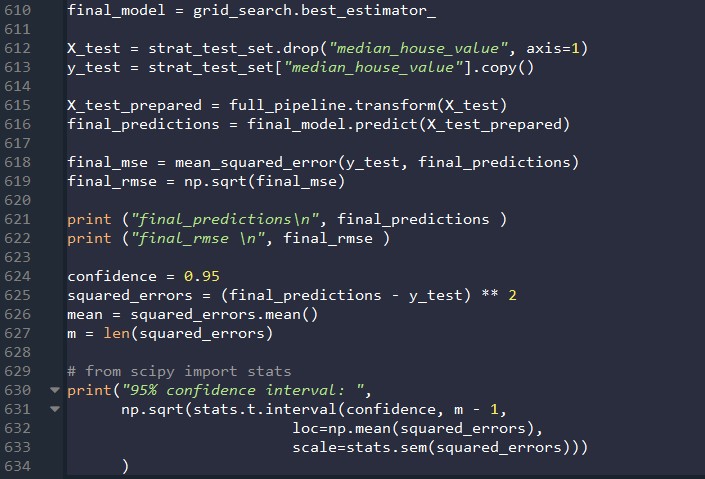 610 final_model = grid_search.best_estimator_
611
612 X_test = strat_test_set.drop("median_house_value", axis=1)
613 y_test = strat_test_set["median_house_value"].copy()
614
615 X_test_prepared = full_pipeline.transform(X_test)
616 final_predictions = final_model.predict(X_test_prepared)
617
618 final_mse = mean_squared_error(y_test, final_predictions)
619 final_rmse = np.sqrt(final_mse)
620
621 print ("final_predictions\n", final_predictions )
622 print ("final_rmse \n", final_rmse )
623
624 confidence = 0.95
625 squared_errors = (final_predictions - y_test) ** 2
626 mean = squared_errors.mean()
627 m = len(squared_errors)
628
629 # from scipy import stats
630 print("95% confidence interval: ",
631 np.sqrt(stats.t.interval(confidence, m - 1,
632 loc=np.mean(squared_errors),
633 scale=stats.sem(squared_errors)))
634 )